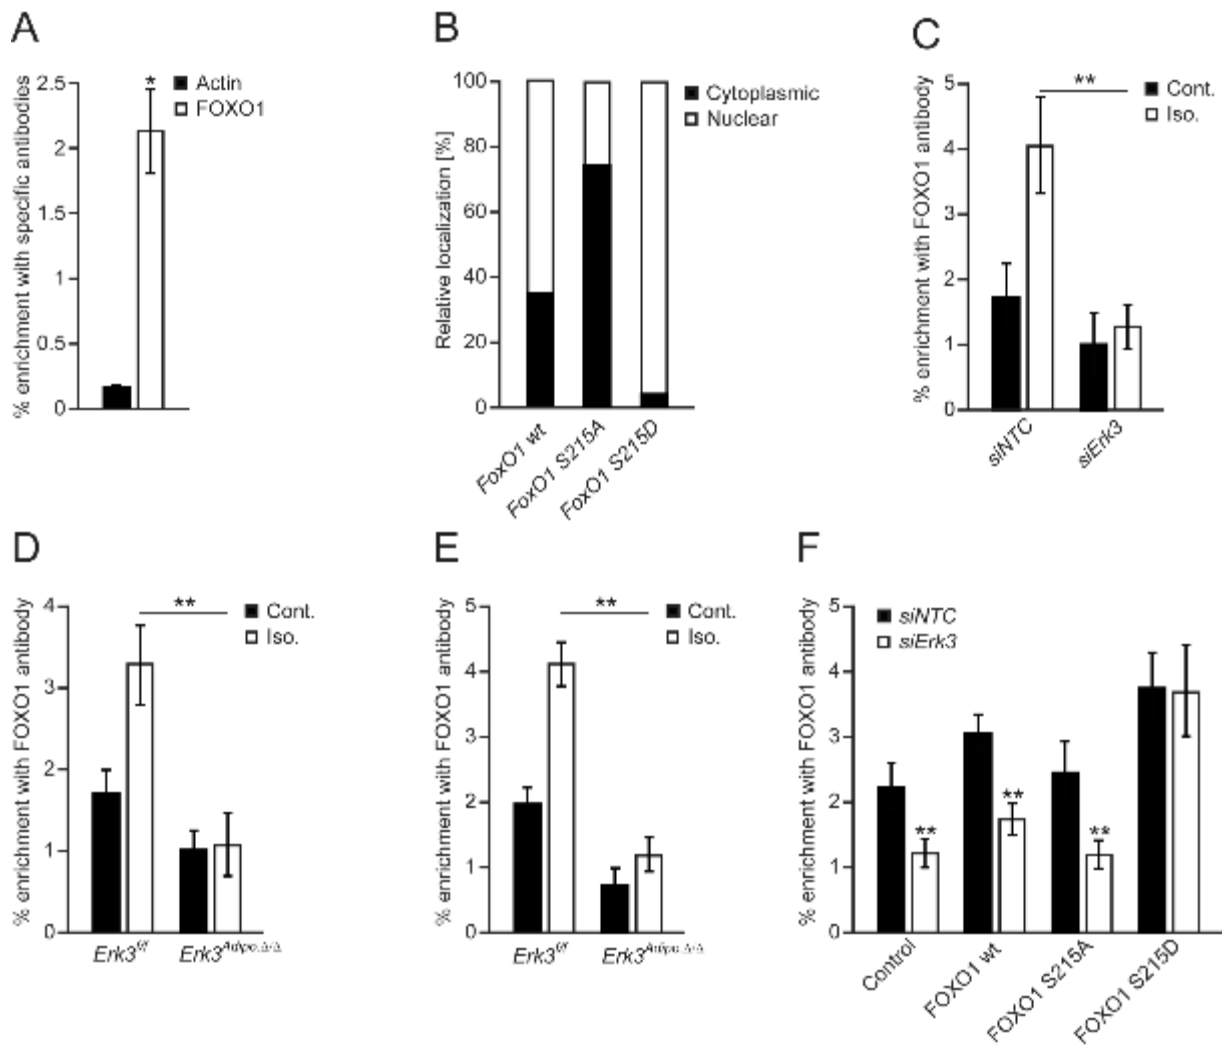 A
% enrichment with specific antibodies
2.5
2
1.5
1
0.5
0
*
Actin
FOXO1
B
Relative localization [%]
100
80
60
40
20
0
Cytoplasmic
Nuclear
FoxO1 wt
FoxO1 S215A
FoxO1 S215D
C
% enrichment with FOXO1 antibody
5
4
3
2
1
0
**
Cont.
Iso.
siNTC
siErk3
D
% enrichment with FOXO1 antibody
4
3
2
1
0
**
Cont.
Iso.
Erk3f/f
Erk3Adipo.Δ/Δ
E
% enrichment with FOXO1 antibody
5
4
3
2
1
0
**
Cont.
Iso.
Erk3f/f
Erk3Adipo.Δ/Δ
F
% enrichment with FOXO1 antibody
5
4
3
2
1
0
siNTC
siErk3
**
**
**
Control
FOXO1 wt
FOXO1 S215A
FOXO1 S215D